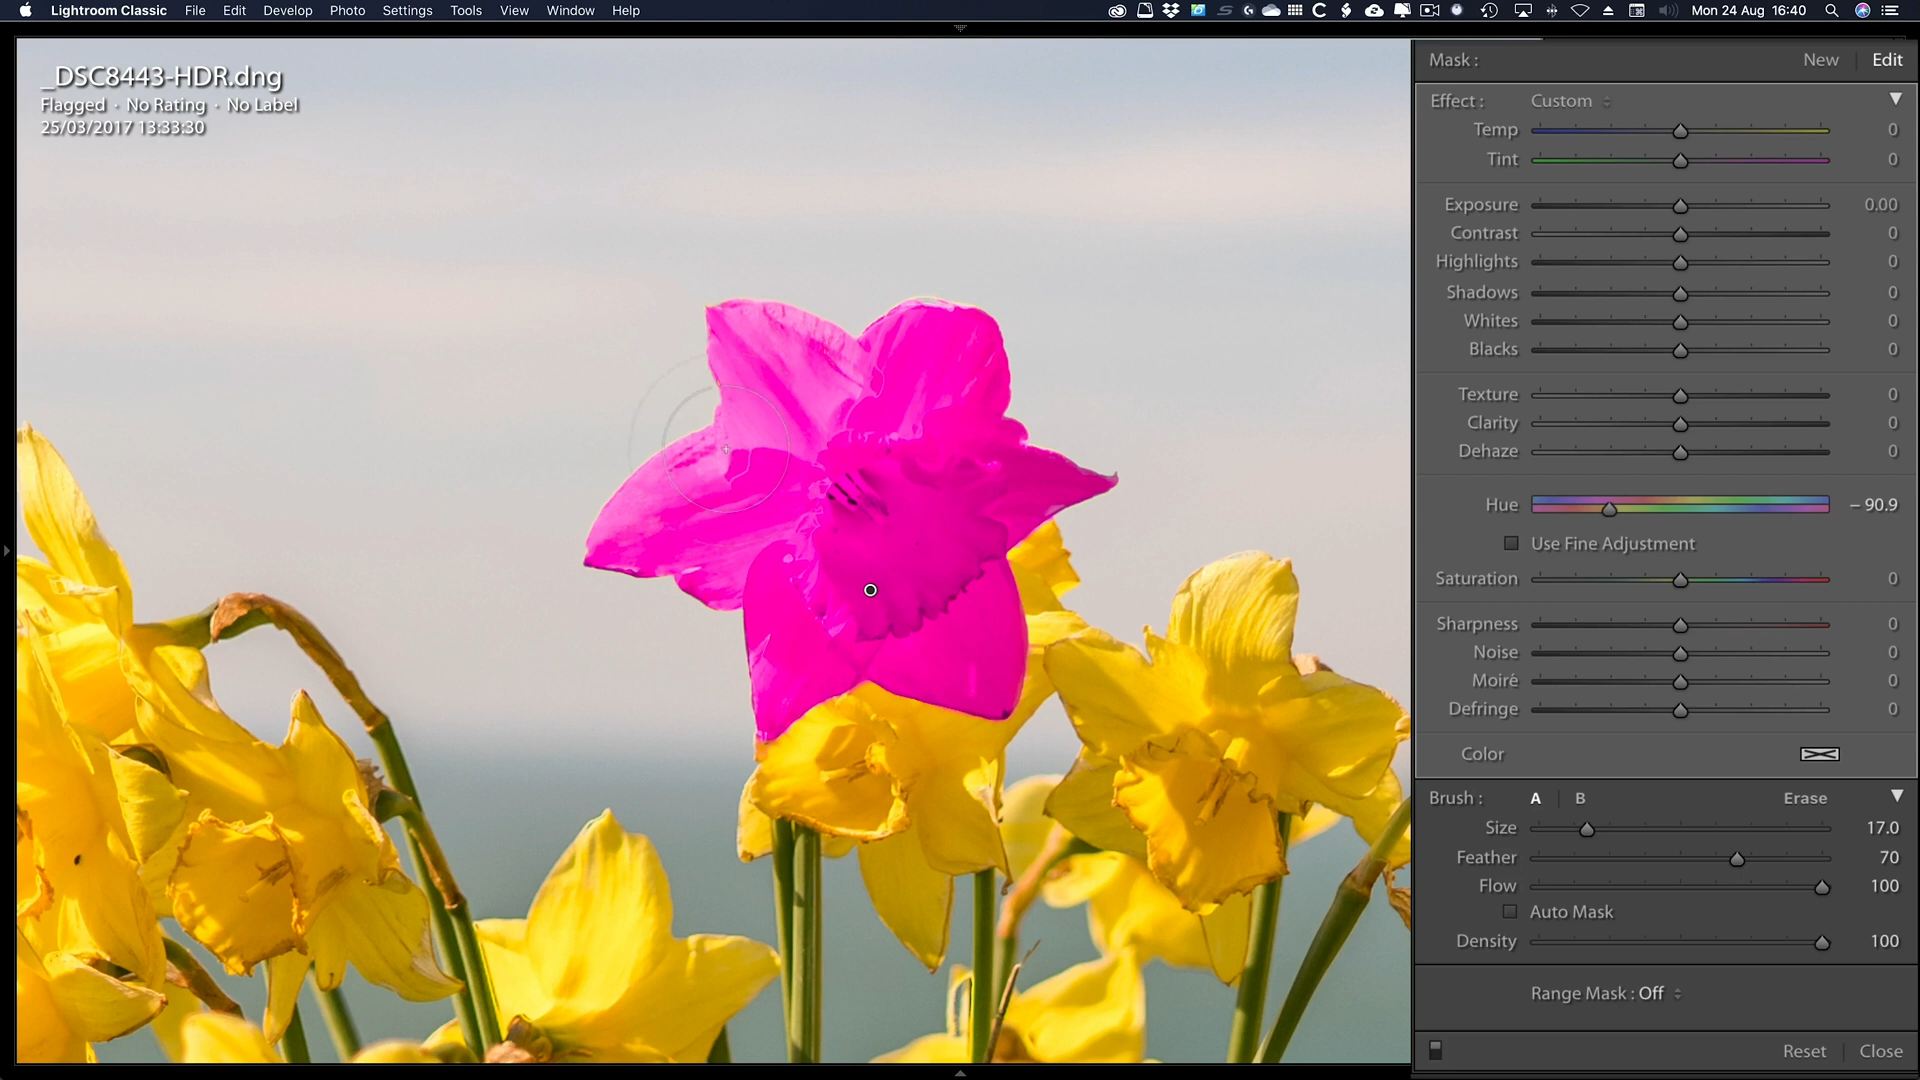 Lightroom Classic File Edit Develop Photo Settings Tools View Window Help Mon 24 Aug 16:40
_DSC8443-HDR.dng
Flagged · No Rating · No Label
25/03/2017 13:33:30
Mask : New Edit
Effect : Custom
Temp 0
Tint 0
Exposure 0.00
Contrast 0
Highlights 0
Shadows 0
Whites 0
Blacks 0
Texture 0
Clarity 0
Dehaze 0
Hue – 90.9
Use Fine Adjustment
Saturation 0
Sharpness 0
Noise 0
Moiré 0
Defringe 0
Color
Brush : A B Erase
Size 17.0
Feather 70
Flow 100
Auto Mask
Density 100
Range Mask : Off
Reset Close